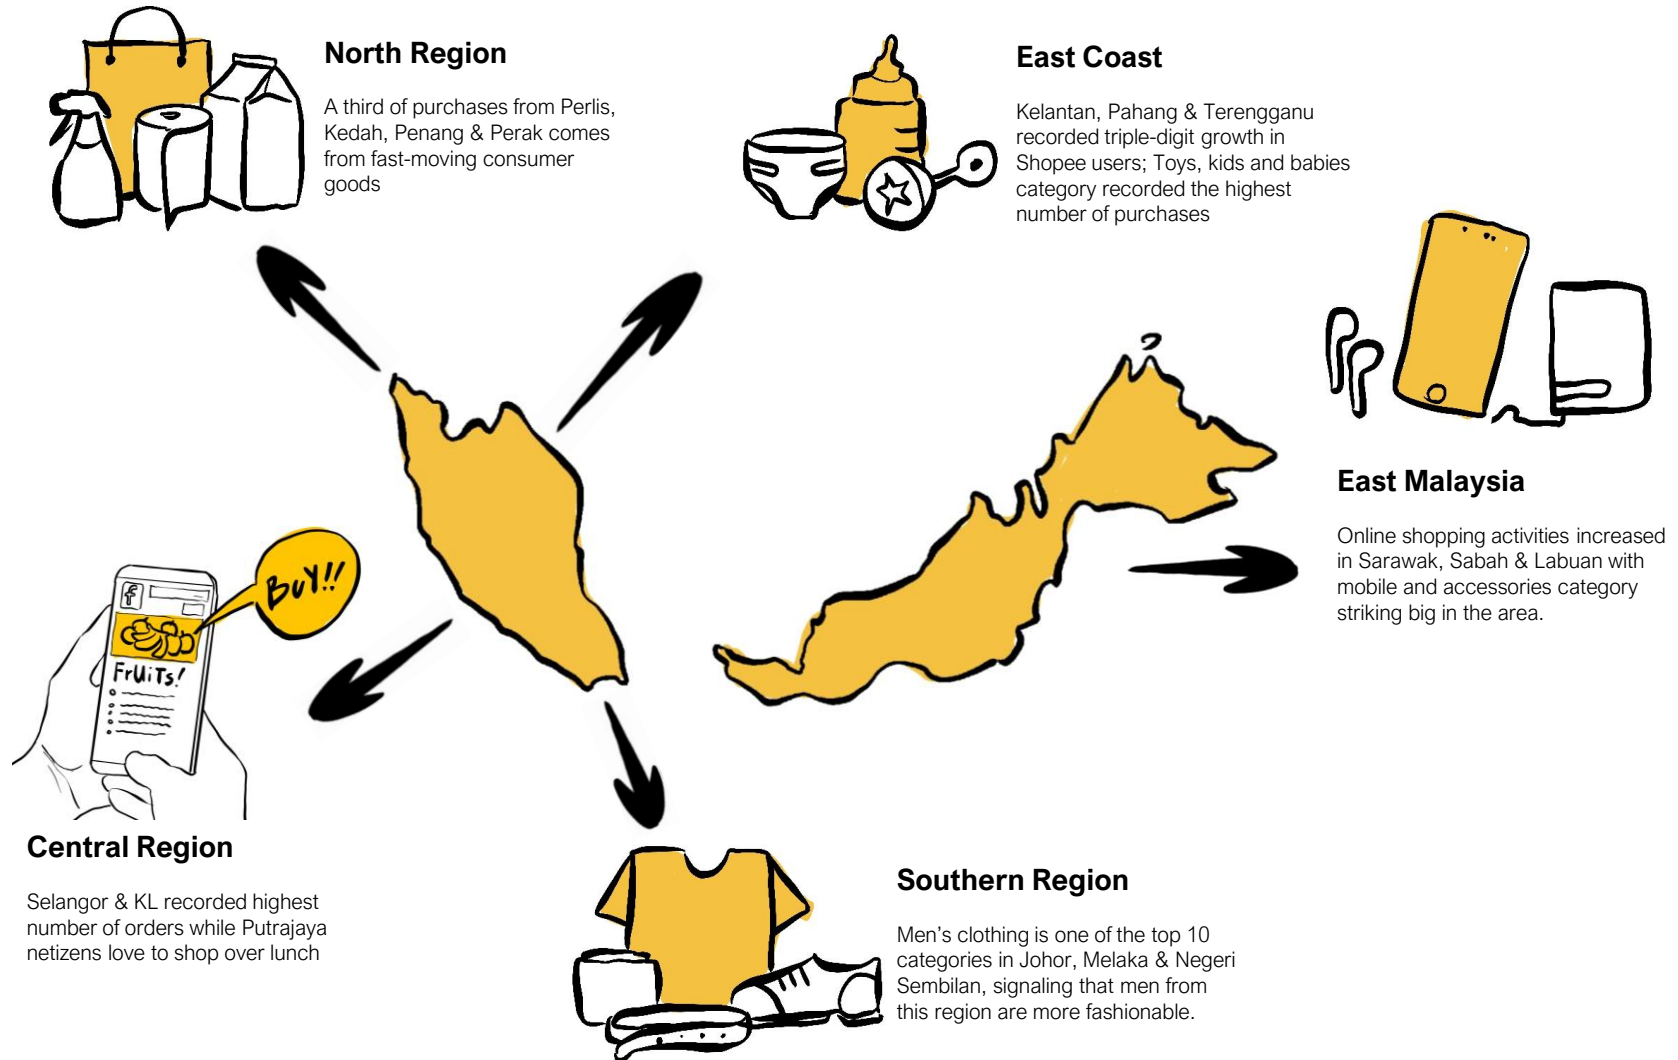 North Region
A third of purchases from Perlis,
Kedah, Penang & Perak comes
from fast-moving consumer
goods
East Coast
Kelantan, Pahang & Terengganu
recorded triple-digit growth in
Shopee users; Toys, kids and babies
category recorded the highest
number of purchases
East Malaysia
Online shopping activities increased
in Sarawak, Sabah & Labuan with
mobile and accessories category
striking big in the area.
BUY!!
f
FrUiTs!
Central Region
Selangor & KL recorded highest
number of orders while Putrajaya
netizens love to shop over lunch
Southern Region
Men’s clothing is one of the top 10
categories in Johor, Melaka & Negeri
Sembilan, signaling that men from
this region are more fashionable.